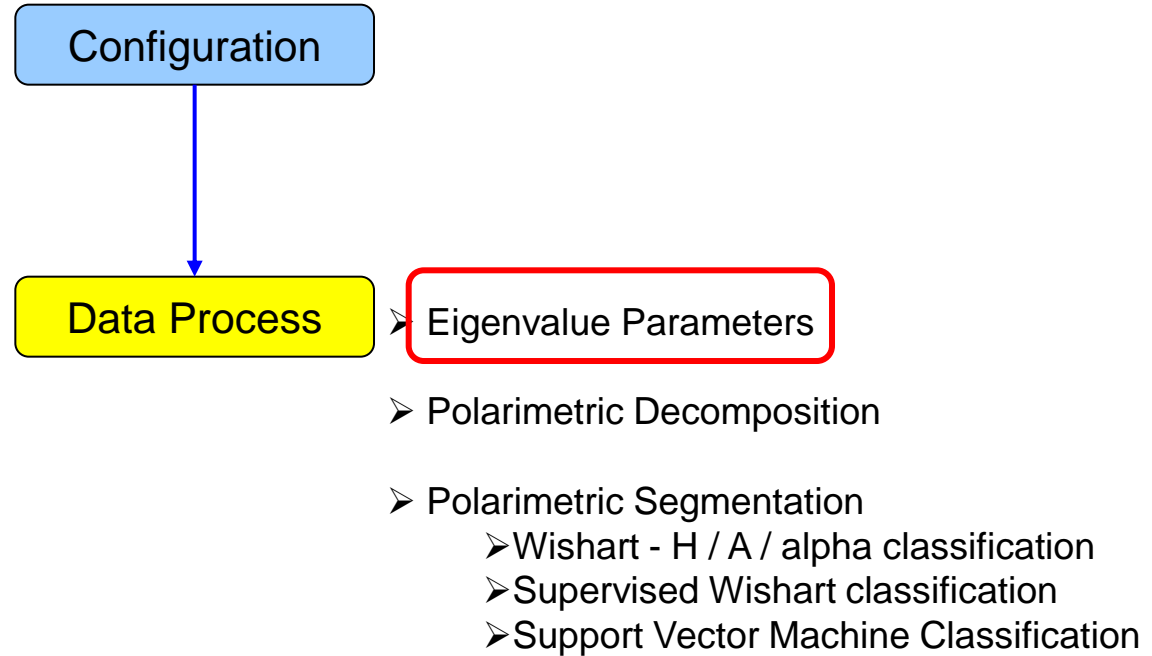 Configuration
Data Process
➢ Eigenvalue Parameters
➢ Polarimetric Decomposition
➢ Polarimetric Segmentation
➢Wishart - H / A / alpha classification
➢Supervised Wishart classification
➢Support Vector Machine Classification